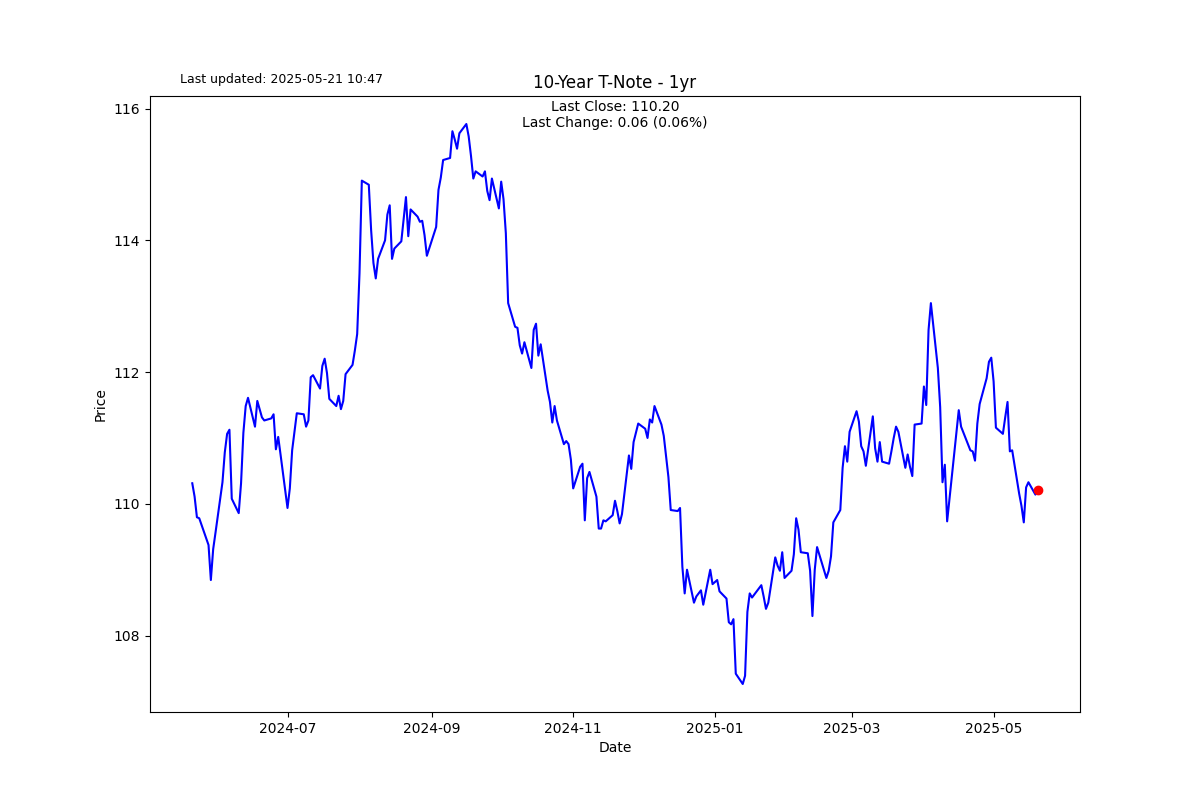 Last updated: 2025-05-21 10:47
10-Year T-Note - 1yr
Last Close: 110.20
Last Change: 0.06 (0.06%)
116
114
112
110
108
Price
2024-07 2024-09 2024-11 2025-01 2025-03 2025-05
Date